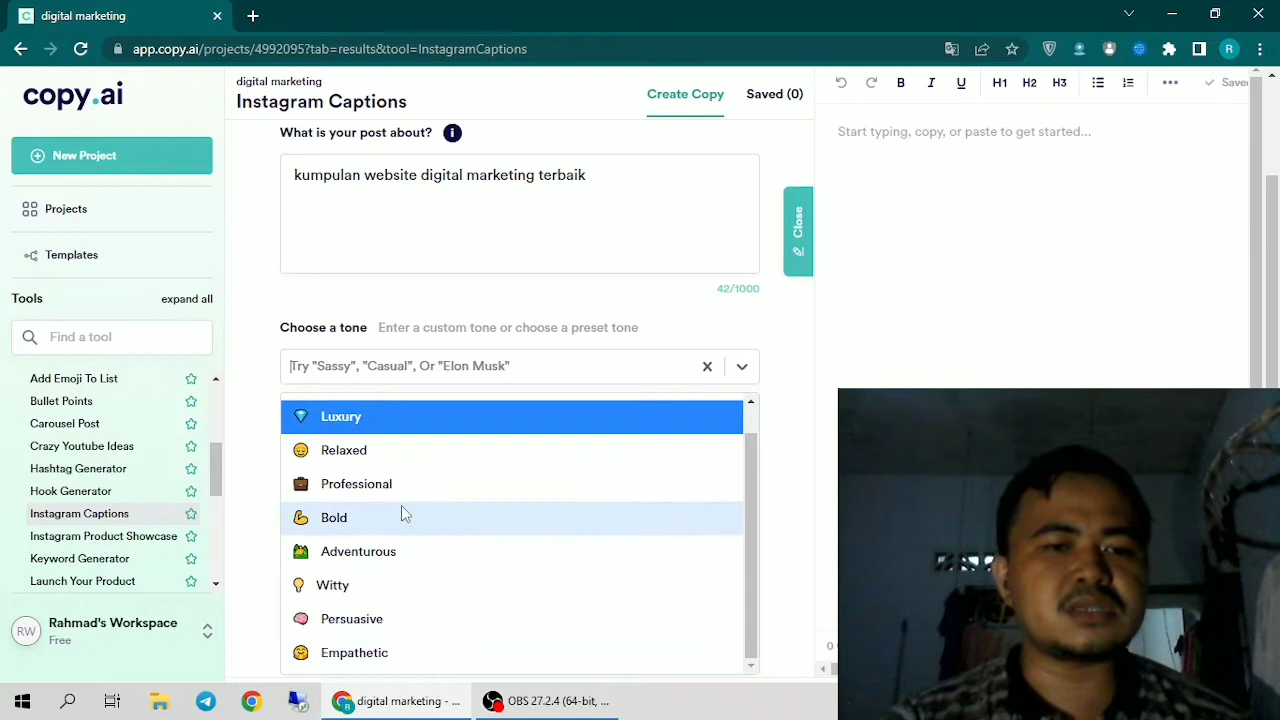 digital marketing
app.copy.ai/projects/4992095?tab=results&tool=InstagramCaptions
R
copy.ai
New Project
Projects
Templates
Tools
expand all
Find a tool
Add Emoji To List
Bullet Points
Carousel Post
Crazy Youtube Ideas
Hashtag Generator
Hook Generator
Instagram Captions
Instagram Product Showcase
Keyword Generator
Launch Your Product
RW
Rahmad's Workspace
Free
digital marketing
Instagram Captions
Create Copy
Saved (0)
What is your post about?
kumpulan website digital marketing terbaik
42/1000
Choose a tone
Enter a custom tone or choose a preset tone
Try "Sassy", "Casual", Or "Elon Musk"
Luxury
Relaxed
Professional
Bold
Adventurous
Witty
Persuasive
Empathetic
Close
B I U H1 H2 H3
Saved
Start typing, copy, or paste to get started...
0
digital marketing - ...
OBS 27.2.4 (64-bit, ...